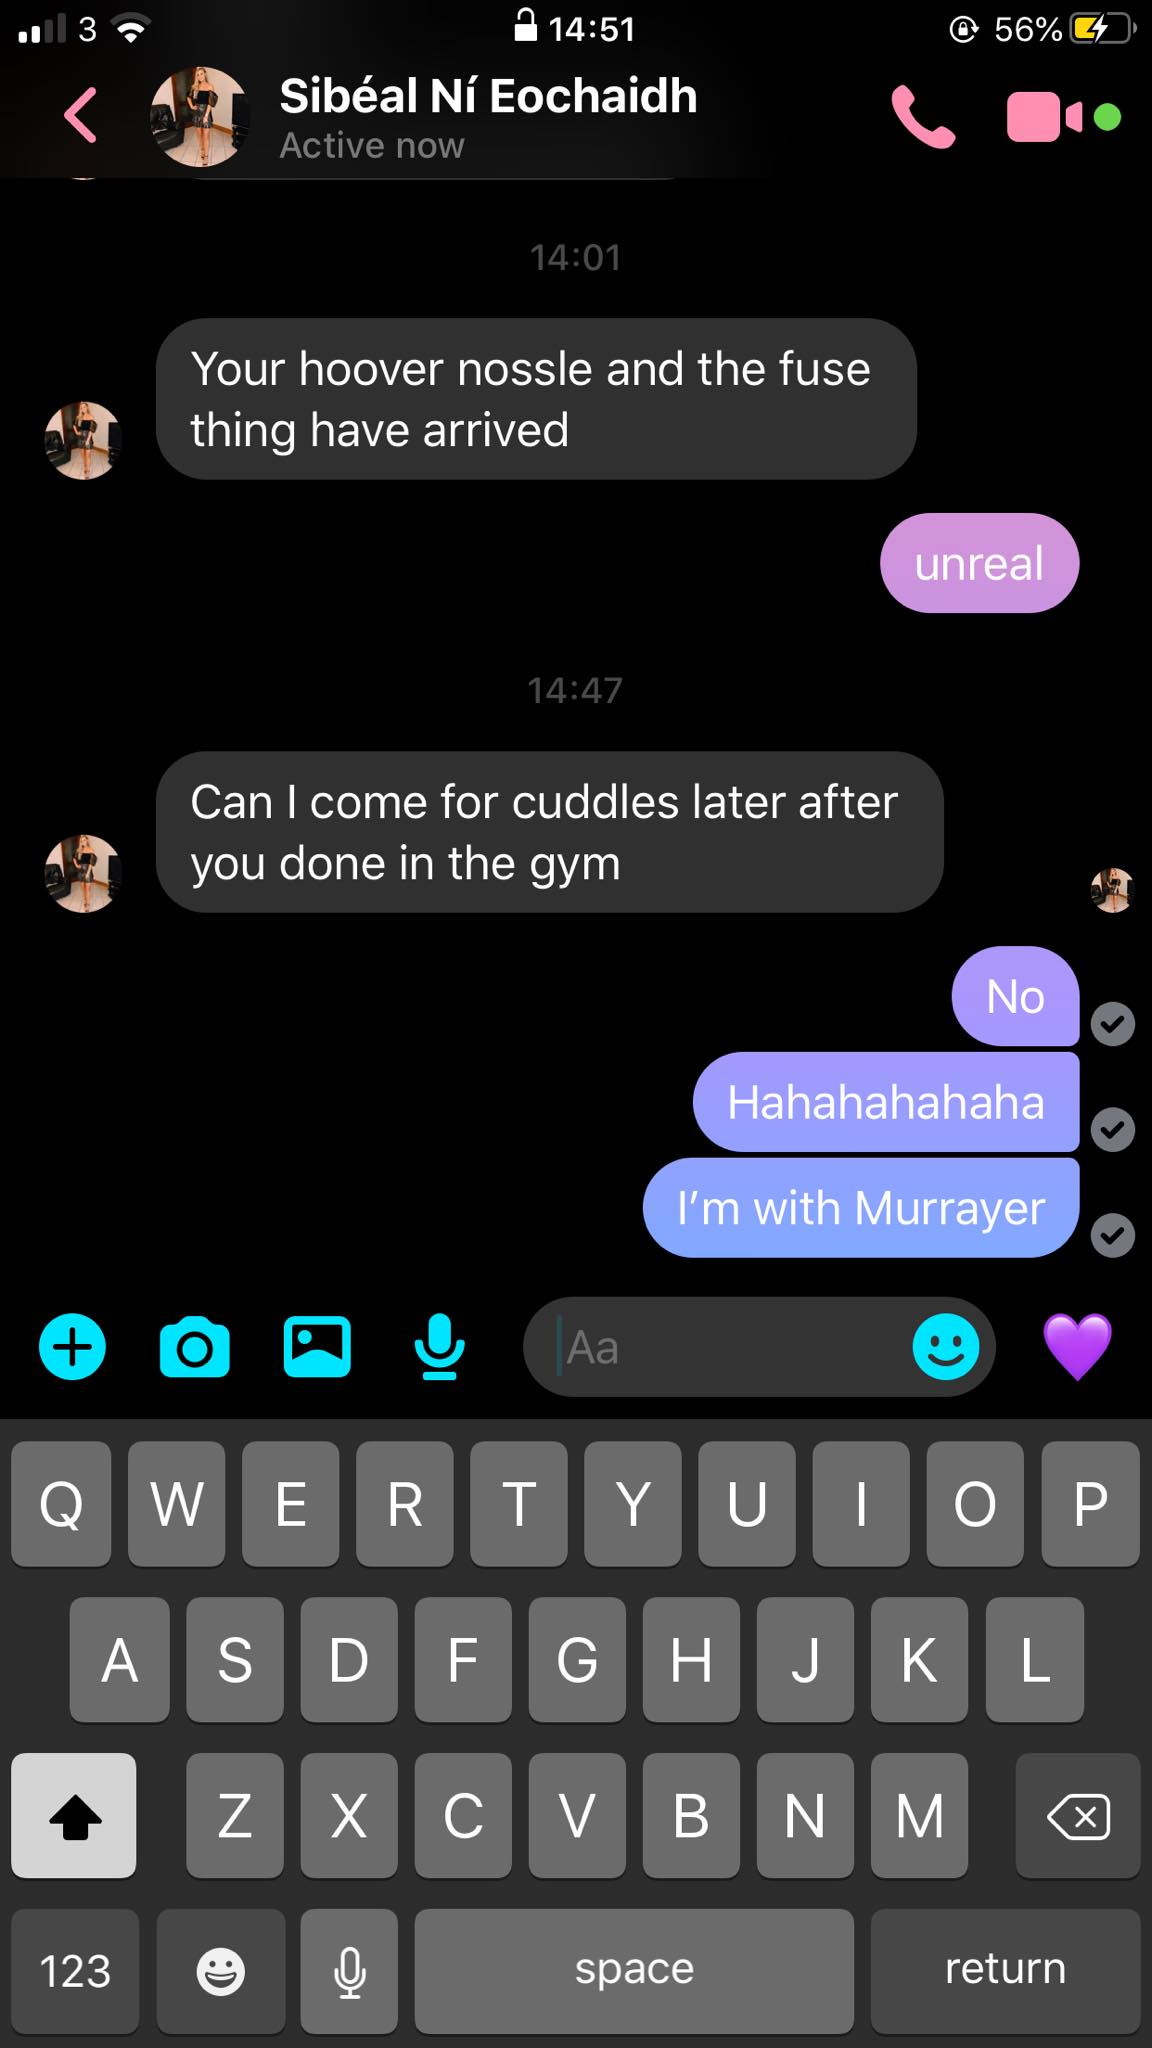 3
14:51
56%
Sibéal Ní Eochaidh
Active now
14:01
Your hoover nossle and the fuse
thing have arrived
unreal
14:47
Can I come for cuddles later after
you done in the gym
No
Hahahahahaha
I'm with Murrayer
Aa
Q W E R T Y U I O P
A S D F G H J K L
Z X C V B N M
123 space return